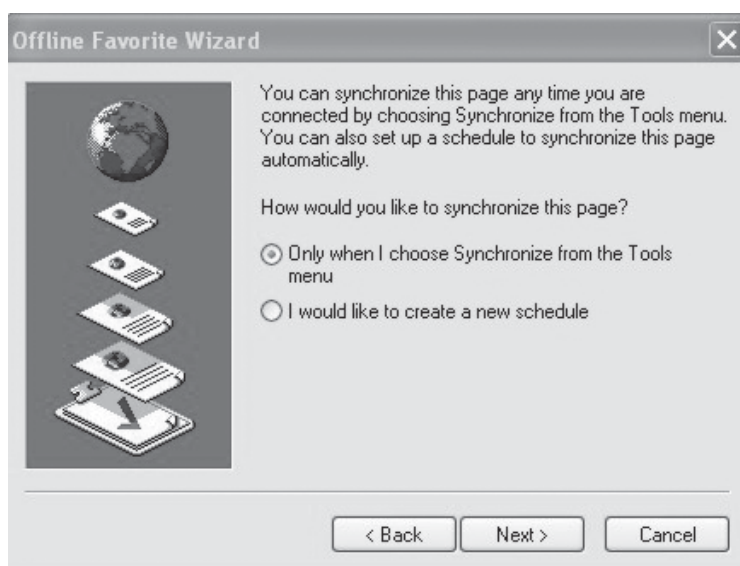 Offline Favorite Wizard
You can synchronize this page any time you are
connected by choosing Synchronize from the Tools menu.
You can also set up a schedule to synchronize this page
automatically.
How would you like to synchronize this page?
Only when I choose Synchronize from the Tools
menu
I would like to create a new schedule
< Back Next > Cancel